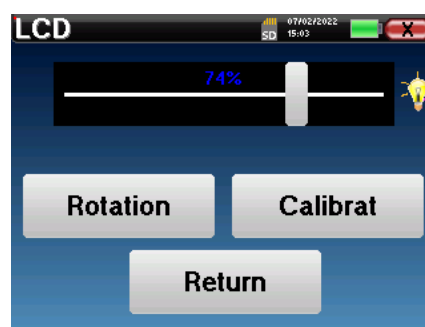 LCD
SD
07/02/2022
15:03
X
74%
Rotation
Calibrat
Return